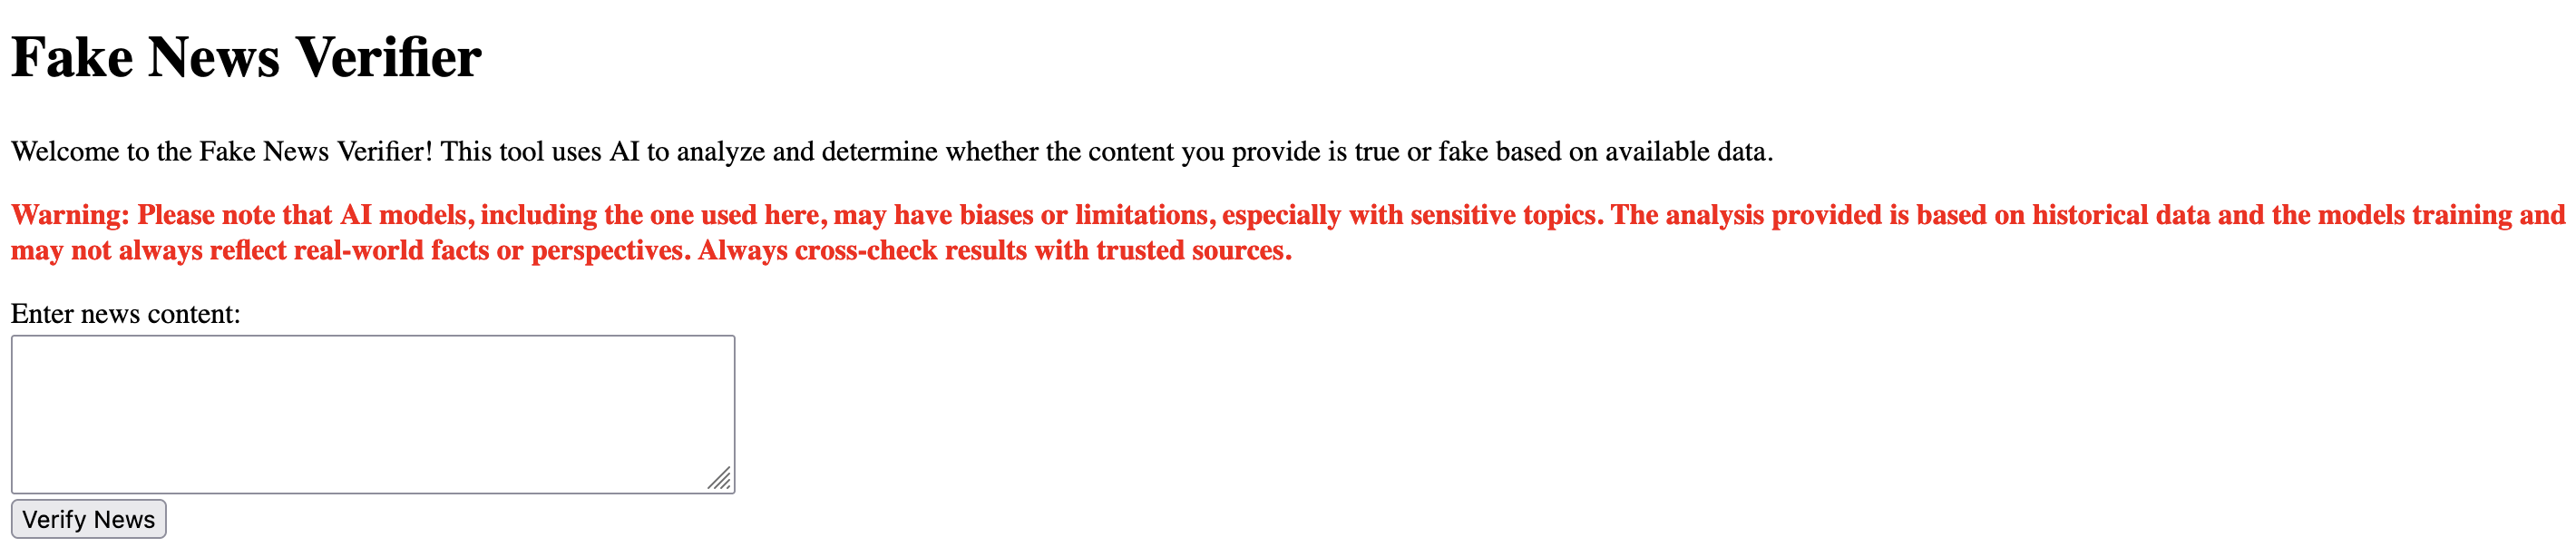 Fake News Verifier
Welcome to the Fake News Verifier! This tool uses AI to analyze and determine whether the content you provide is true or fake based on available data.
Warning: Please note that AI models, including the one used here, may have biases or limitations, especially with sensitive topics. The analysis provided is based on historical data and the models training and
may not always reflect real-world facts or perspectives. Always cross-check results with trusted sources.
Enter news content:
Verify News